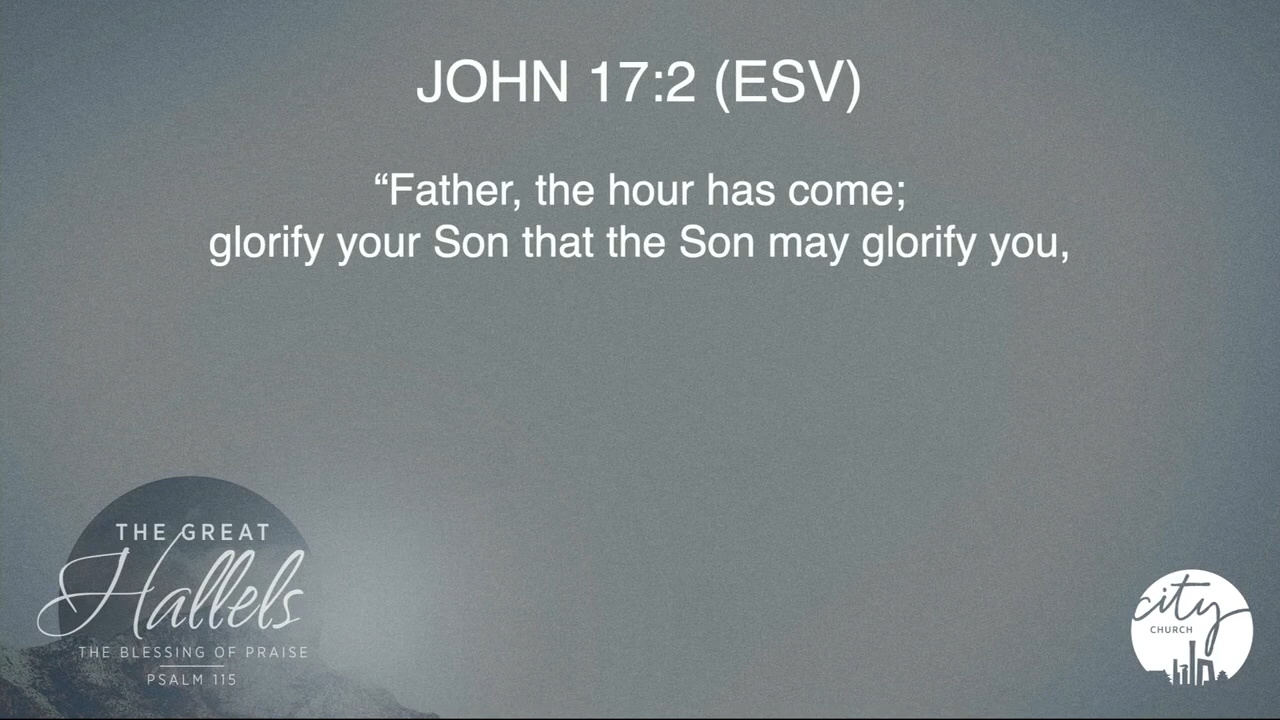 JOHN 17:2 (ESV)
“Father, the hour has come;
glorify your Son that the Son may glorify you,
THE GREAT
Hallels
THE BLESSING OF PRAISE
PSALM 115
city
CHURCH